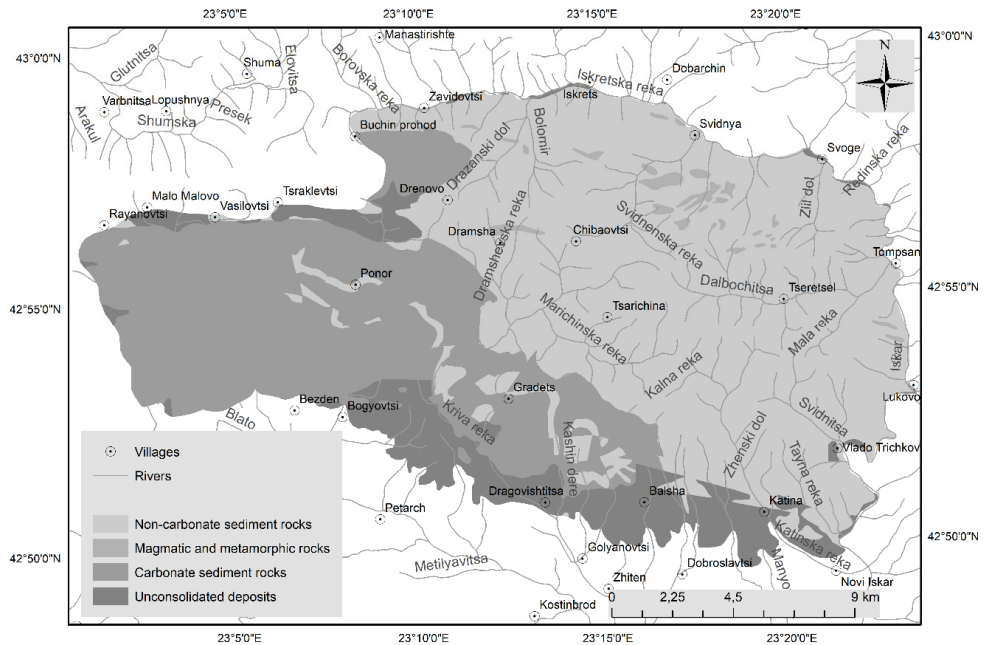 23°5'0"E 23°10'0"E 23°15'0"E 23°20'0"E
43°0'0"N
43°0'0"N
N
Manastirishte
Glutnitsa
Shuma
Elovitsa
Borovska reka
Iskretska reka
Dobarchin
Varbnitsa
Lopushnya
Presek
Shumska
Arakul
Zavidovtsi
Iskrets
Buchin prohod
Bolomir
Svidnya
Drazanski dol
Svoge
Redinska reka
Malo Malovo
Tsraklevtsi
Drenovo
Vasilovtsi
Rayanovtsi
Ziil dol
Svidnenska reka
Dramsha
Dramshevska reka
Chibaovtsi
Tompsan
Ponor
Dalbochitsa
Tseretsel
42°55'0"N
42°55'0"N
Marichinska reka
Tsarichina
Mala reka
Iskar
Kalna reka
Lukovo
Gradets
Bezden
Bogyovtsi
Blato
Kriva reka
Kashin dere
Zhenski dol
Svidnitsa
Vlado Trichkov
Tayna reka
Dragovishtitsa
Balsha
Katina
Petarch
Katinska reka
Golyanovtsi
Metilyavitsa
Dobroslavtsi
Manyo
Novi Iskar
Zhiten
Kostinbrod
42°50'0"N
42°50'0"N
Villages
Rivers
Non-carbonate sediment rocks
Magmatic and metamorphic rocks
Carbonate sediment rocks
Unconsolidated deposits
0 2,25 4,5 9 km
23°5'0"E 23°10'0"E 23°15'0"E 23°20'0"E